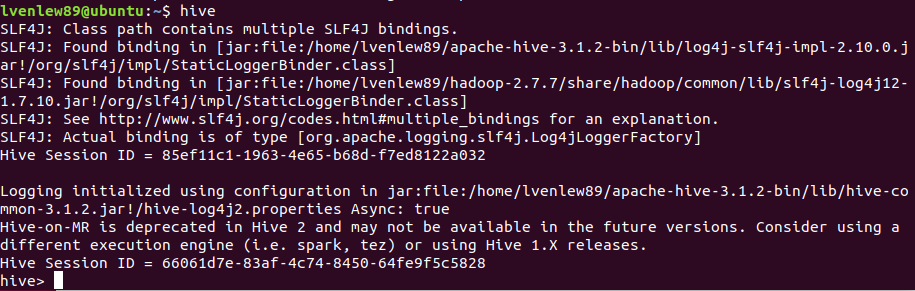 lvenlew89@ubuntu:~$ hive
SLF4J: Class path contains multiple SLF4J bindings.
SLF4J: Found binding in [jar:file:/home/lvenlew89/apache-hive-3.1.2-bin/lib/log4j-slf4j-impl-2.10.0.j
ar!/org/slf4j/impl/StaticLoggerBinder.class]
SLF4J: Found binding in [jar:file:/home/lvenlew89/hadoop-2.7.7/share/hadoop/common/lib/slf4j-log4j12-
1.7.10.jar!/org/slf4j/impl/StaticLoggerBinder.class]
SLF4J: See http://www.slf4j.org/codes.html#multiple_bindings for an explanation.
SLF4J: Actual binding is of type [org.apache.logging.slf4j.Log4jLoggerFactory]
Hive Session ID = 85ef11c1-1963-4e65-b68d-f7ed8122a032
Logging initialized using configuration in jar:file:/home/lvenlew89/apache-hive-3.1.2-bin/lib/hive-co
mmon-3.1.2.jar!/hive-log4j2.properties Async: true
Hive-on-MR is deprecated in Hive 2 and may not be available in the future versions. Consider using a
different execution engine (i.e. spark, tez) or using Hive 1.X releases.
Hive Session ID = 66061d7e-83af-4c74-8450-64fe9f5c5828
hive>